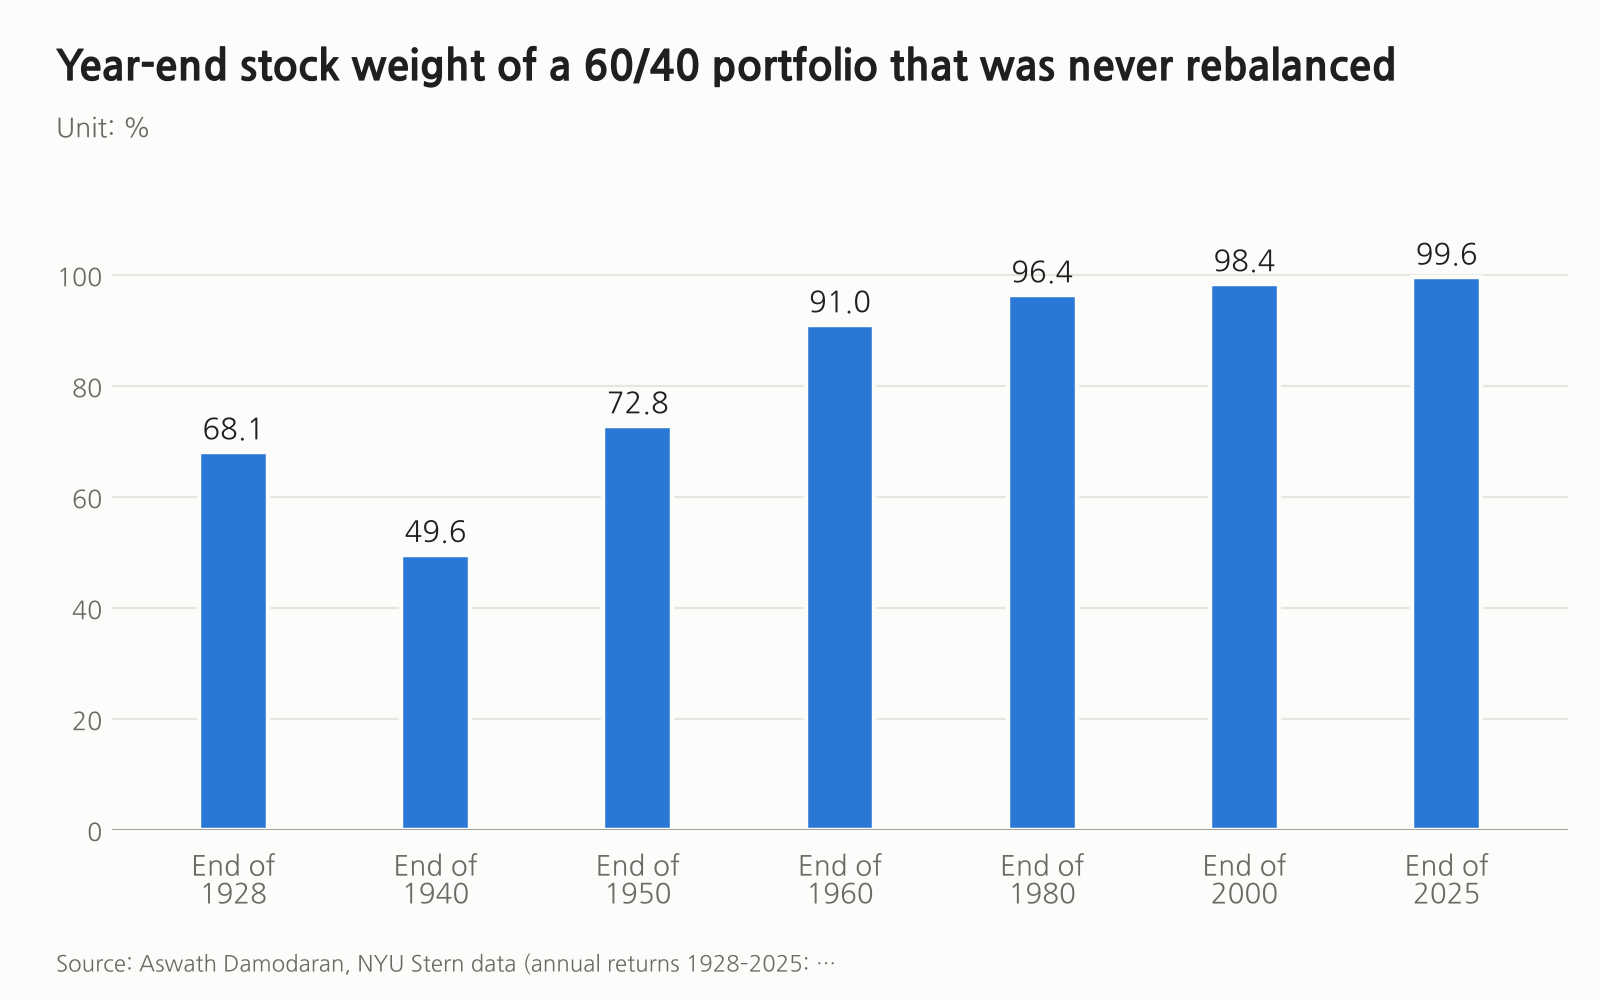 Year-end stock weight of a 60/40 portfolio that was never rebalanced
Unit: %
100
80
60
40
20
0
68.1
49.6
72.8
91.0
96.4
98.4
99.6
End of
1928
End of
1940
End of
1950
End of
1960
End of
1980
End of
2000
End of
2025
Source: Aswath Damodaran, NYU Stern data (annual returns 1928-2025: ⋯